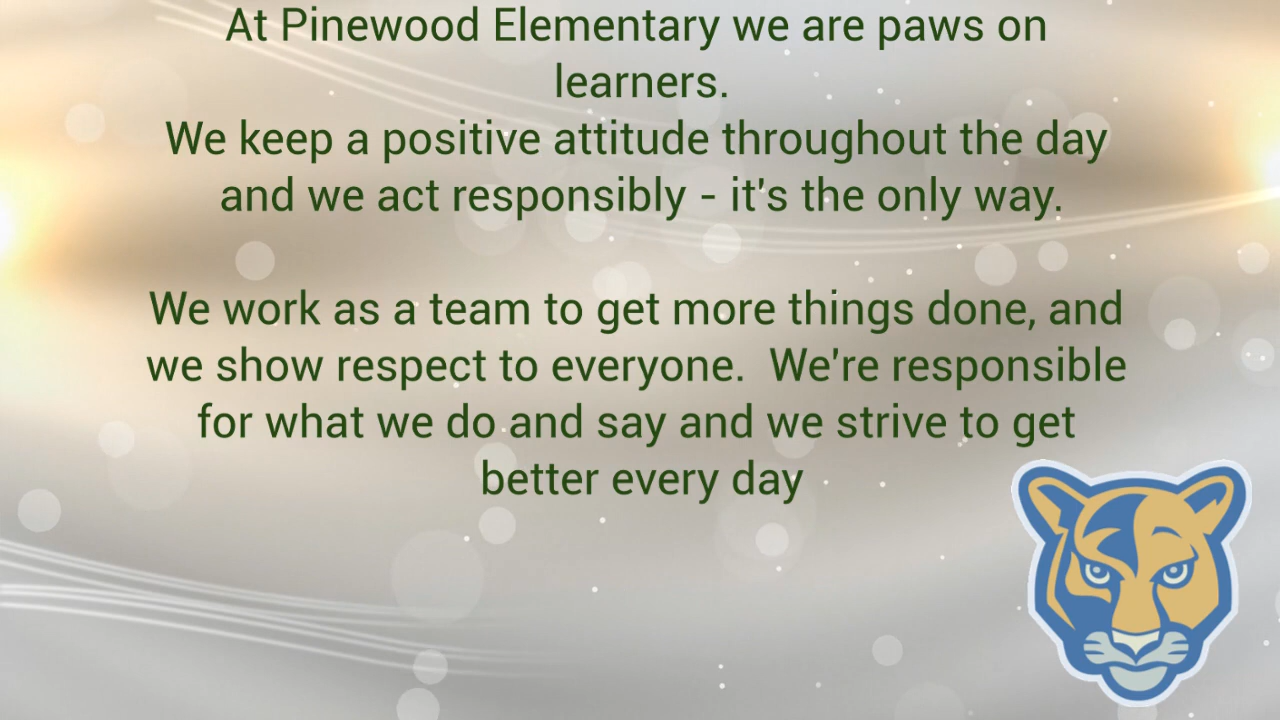 At Pinewood Elementary we are paws on
learners.
We keep a positive attitude throughout the day
and we act responsibly - it's the only way.
We work as a team to get more things done, and
we show respect to everyone.  We're responsible
for what we do and say and we strive to get
better every day